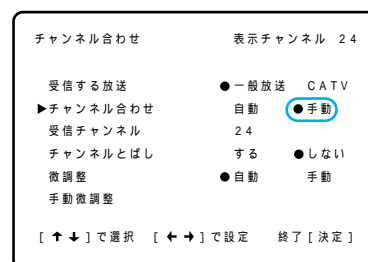 チャンネル合わせ 表示チャンネル 24
受信する放送 ●一般放送 CATV
▶チャンネル合わせ 自動 ●手動
受信チャンネル 24
チャンネルとばし する ●しない
微調整 ●自動 手動
手動微調整
[↑↓]で選択 [←→]で設定 終了[決定]